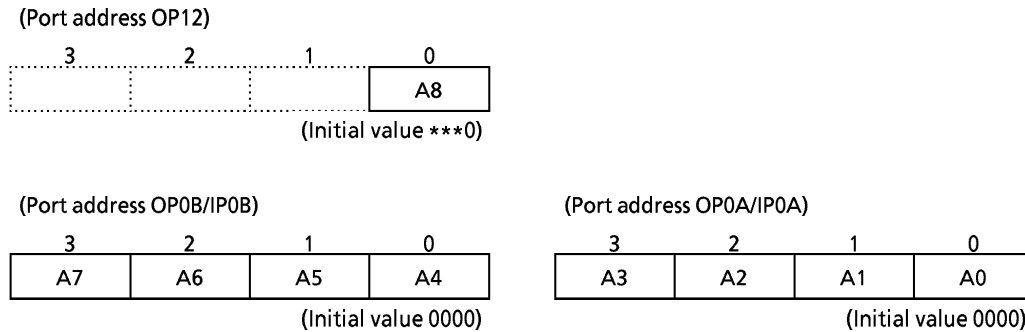 (Port address OP12)
3 2 1 0
A8
(Initial value ***0)
(Port address OP0B/IP0B)
3 2 1 0
A7 A6 A5 A4
(Initial value 0000)
(Port address OP0A/IP0A)
3 2 1 0
A3 A2 A1 A0
(Initial value 0000)